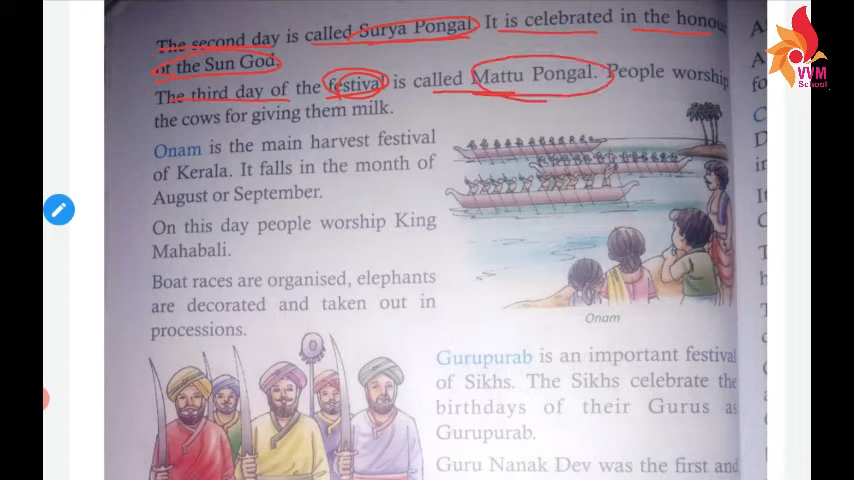 The second day is called Surya Pongal. It is celebrated in the honour
of the Sun God.
The third day of the festival is called Mattu Pongal. People worship
the cows for giving them milk.
Onam is the main harvest festival
of Kerala. It falls in the month of
August or September.
On this day people worship King
Mahabali.
Boat races are organised, elephants
are decorated and taken out in
processions.
Onam
Gurupurab is an important festival
of Sikhs. The Sikhs celebrate the
birthdays of their Gurus as
Gurupurab.
Guru Nanak Dev was the first and
VVM
School